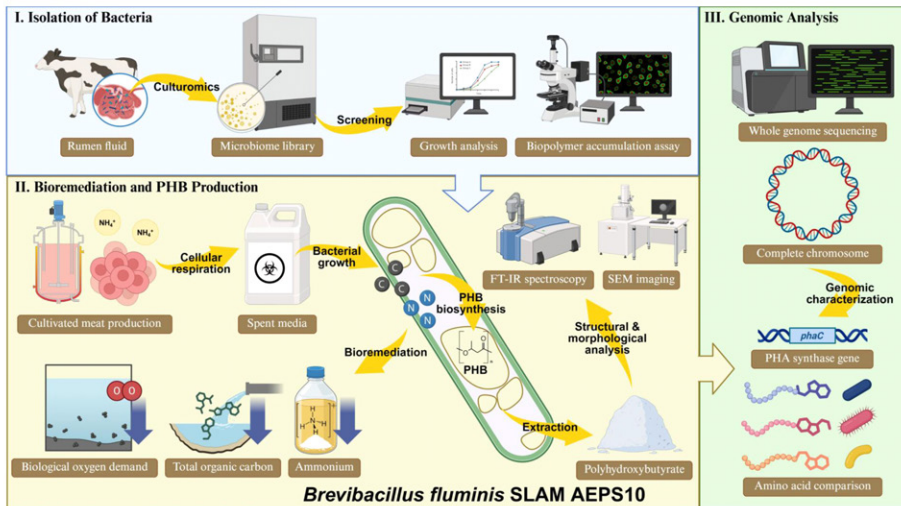 I. Isolation of Bacteria
Culturomics
Screening
Rumen fluid
Microbiome library
Growth analysis
Biopolymer accumulation assay
II. Bioremediation and PHB Production
NH₄⁺
NH₄⁺
Cellular
respiration
Bacterial
growth
Cultivated meat production
Spent media
C
C
C
N
N
N
PHB
biosynthesis
PHB
Bioremediation
FT-IR spectroscopy
SEM imaging
Structural &
morphological
analysis
Extraction
O O
Biological oxygen demand
Total organic carbon
Ammonium
Polyhydroxybutyrate
Brevibacillus fluminis SLAM AEPS10
III. Genomic Analysis
Whole genome sequencing
Complete chromosome
Genomic
characterization
phaC
PHA synthase gene
Amino acid comparison